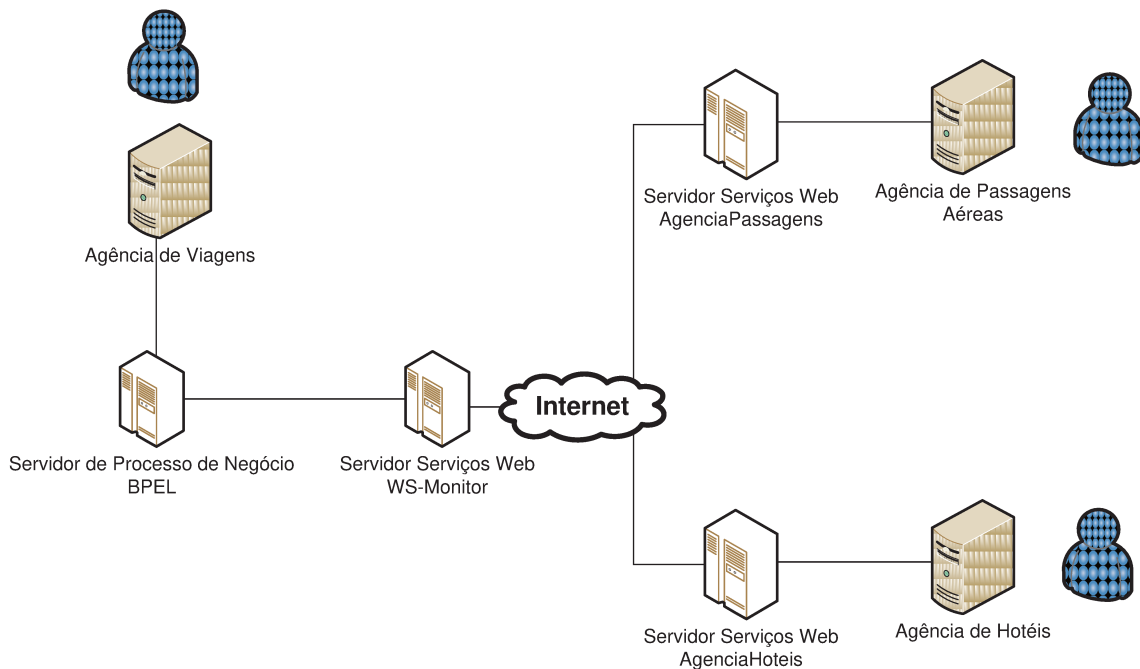 Servidor Serviços Web
AgenciaPassagens
Agência de Passagens
Aéreas
Agência de Viagens
Internet
Servidor de Processo de Negócio
BPEL
Servidor Serviços Web
WS-Monitor
Servidor Serviços Web
AgenciaHoteis
Agência de Hotéis